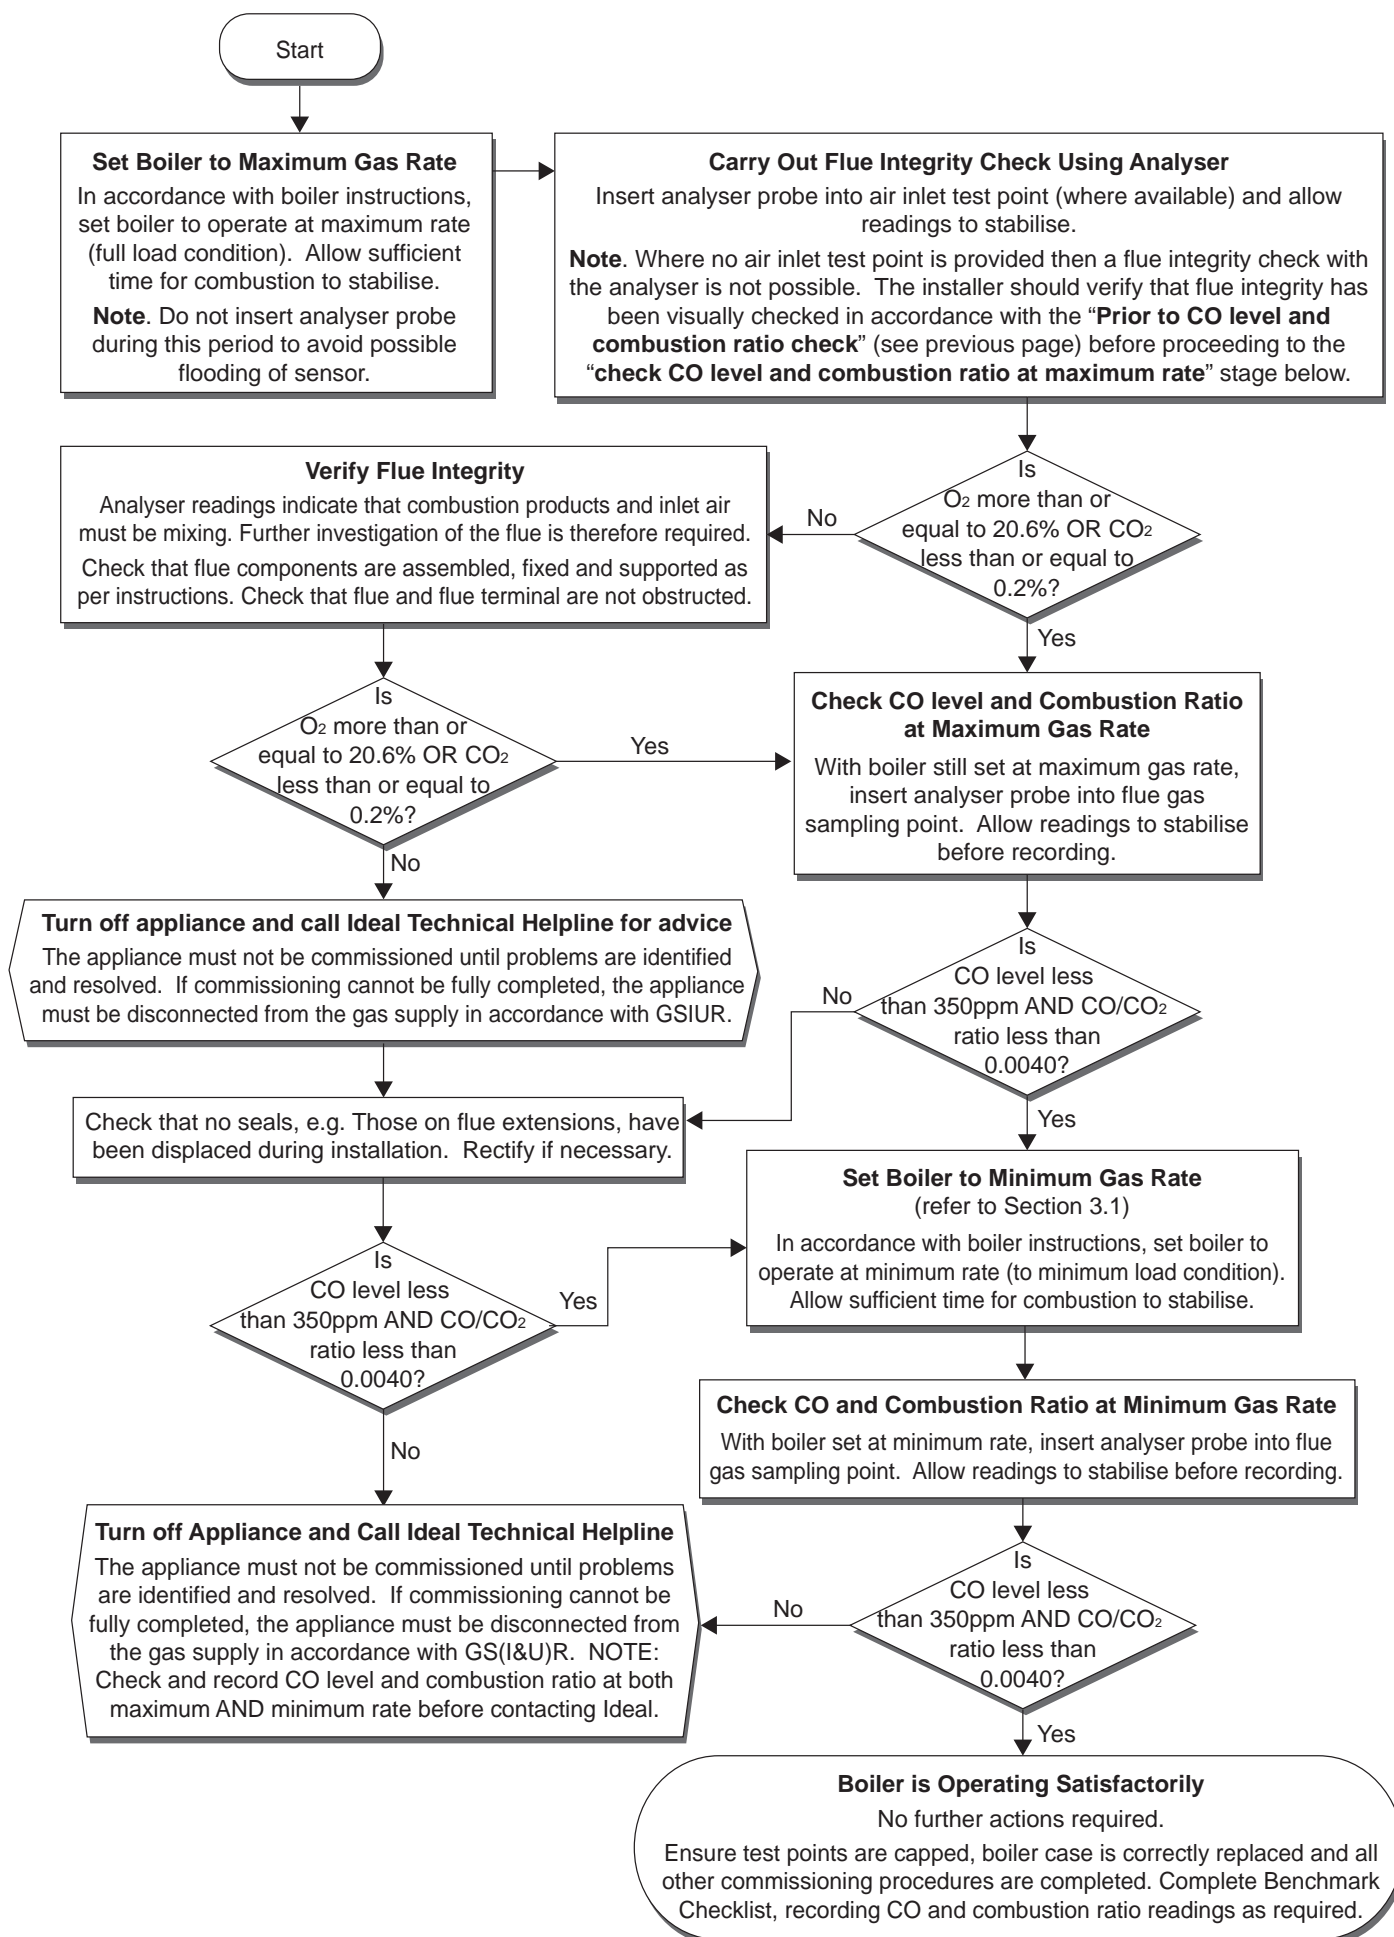 Start
Set Boiler to Maximum Gas Rate
In accordance with boiler instructions,
set boiler to operate at maximum rate
(full load condition). Allow sufficient
time for combustion to stabilise.
Note. Do not insert analyser probe
during this period to avoid possible
flooding of sensor.
Carry Out Flue Integrity Check Using Analyser
Insert analyser probe into air inlet test point (where available) and allow
readings to stabilise.
Note. Where no air inlet test point is provided then a flue integrity check with
the analyser is not possible. The installer should verify that flue integrity has
been visually checked in accordance with the “Prior to CO level and
combustion ratio check” (see previous page) before proceeding to the
“check CO level and combustion ratio at maximum rate” stage below.
Is
O2 more than or
equal to 20.6% OR CO2
less than or equal to
0.2%?
No
Yes
Verify Flue Integrity
Analyser readings indicate that combustion products and inlet air
must be mixing. Further investigation of the flue is therefore required.
Check that flue components are assembled, fixed and supported as
per instructions. Check that flue and flue terminal are not obstructed.
Is
O2 more than or
equal to 20.6% OR CO2
less than or equal to
0.2%?
Yes
No
Check CO level and Combustion Ratio
at Maximum Gas Rate
With boiler still set at maximum gas rate,
insert analyser probe into flue gas
sampling point. Allow readings to stabilise
before recording.
Turn off appliance and call Ideal Technical Helpline for advice
The appliance must not be commissioned until problems are identified
and resolved. If commissioning cannot be fully completed, the appliance
must be disconnected from the gas supply in accordance with GSIUR.
Is
CO level less
than 350ppm AND CO/CO2
ratio less than
0.0040?
No
Yes
Check that no seals, e.g. Those on flue extensions, have
been displaced during installation. Rectify if necessary.
Set Boiler to Minimum Gas Rate
(refer to Section 3.1)
In accordance with boiler instructions, set boiler to
operate at minimum rate (to minimum load condition).
Allow sufficient time for combustion to stabilise.
Is
CO level less
than 350ppm AND CO/CO2
ratio less than
0.0040?
Yes
No
Check CO and Combustion Ratio at Minimum Gas Rate
With boiler set at minimum rate, insert analyser probe into flue
gas sampling point. Allow readings to stabilise before recording.
Turn off Appliance and Call Ideal Technical Helpline
The appliance must not be commissioned until problems
are identified and resolved. If commissioning cannot be
fully completed, the appliance must be disconnected from
the gas supply in accordance with GS(I&U)R. NOTE:
Check and record CO level and combustion ratio at both
maximum AND minimum rate before contacting Ideal.
Is
CO level less
than 350ppm AND CO/CO2
ratio less than
0.0040?
No
Yes
Boiler is Operating Satisfactorily
No further actions required.
Ensure test points are capped, boiler case is correctly replaced and all
other commissioning procedures are completed. Complete Benchmark
Checklist, recording CO and combustion ratio readings as required.